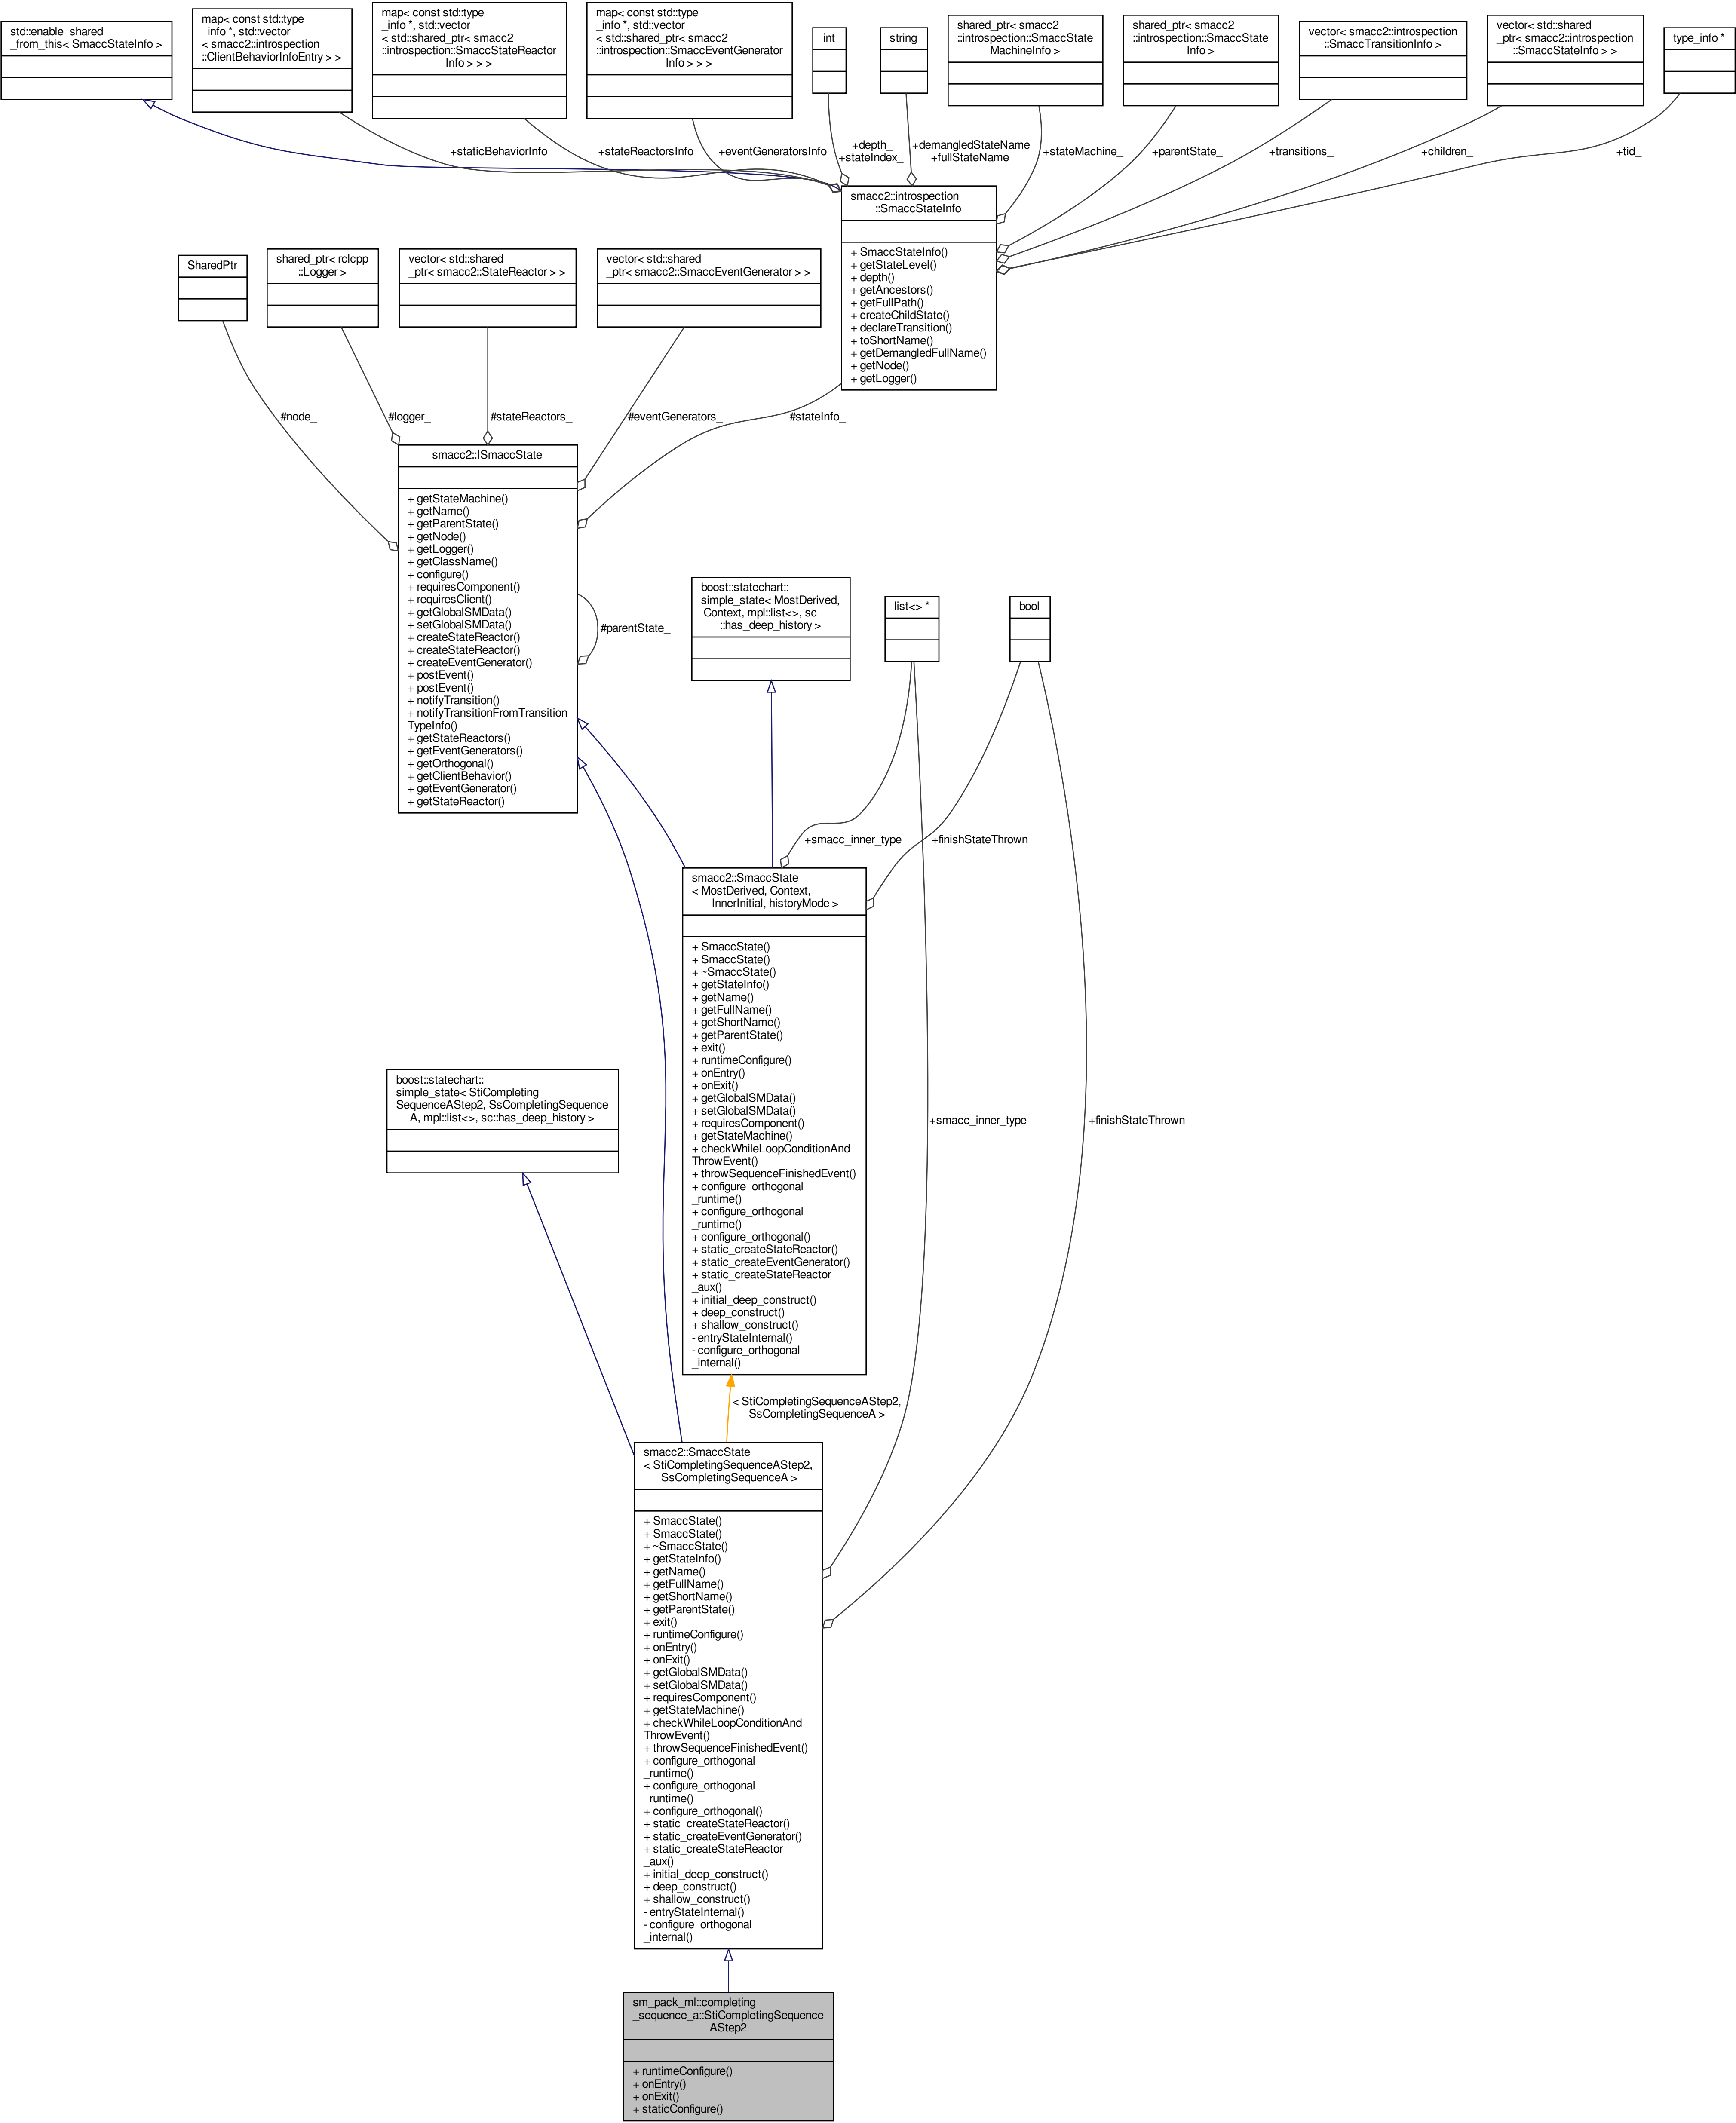 std::enable_shared
_from_this< SmaccStateInfo >
map< const std::type
_info *, std::vector
< smacc2::introspection
::ClientBehaviorInfoEntry > >
map< const std::type
_info *, std::vector
< std::shared_ptr< smacc2
::introspection::SmaccStateReactor
Info > > >
map< const std::type
_info *, std::vector
< std::shared_ptr< smacc2
::introspection::SmaccEventGenerator
Info > > >
int
string
shared_ptr< smacc2
::introspection::SmaccState
MachineInfo >
shared_ptr< smacc2
::introspection::SmaccState
Info >
vector< smacc2::introspection
::SmaccTransitionInfo >
vector< std::shared
_ptr< smacc2::introspection
::SmaccStateInfo > >
type_info *
+staticBehaviorInfo
+stateReactorsInfo
+eventGeneratorsInfo
+depth_
+stateIndex_
+demangledStateName
+fullStateName
+stateMachine_
+parentState_
+transitions_
+children_
+tid_
smacc2::introspection
::SmaccStateInfo
+ SmaccStateInfo()
+ getStateLevel()
+ depth()
+ getAncestors()
+ getFullPath()
+ createChildState()
+ declareTransition()
+ toShortName()
+ getDemangledFullName()
+ getNode()
+ getLogger()
SharedPtr
shared_ptr< rclcpp
::Logger >
vector< std::shared
_ptr< smacc2::StateReactor > >
vector< std::shared
_ptr< smacc2::SmaccEventGenerator > >
#node_
#logger_
#stateReactors_
#eventGenerators_
#stateInfo_
smacc2::ISmaccState
+ getStateMachine()
+ getName()
+ getParentState()
+ getNode()
+ getLogger()
+ getClassName()
+ configure()
+ requiresComponent()
+ requiresClient()
+ getGlobalSMData()
+ setGlobalSMData()
+ createStateReactor()
+ createStateReactor()
+ createEventGenerator()
+ postEvent()
+ postEvent()
+ notifyTransition()
+ notifyTransitionFromTransition
TypeInfo()
+ getStateReactors()
+ getEventGenerators()
+ getOrthogonal()
+ getClientBehavior()
+ getEventGenerator()
+ getStateReactor()
#parentState_
boost::statechart::
simple_state< MostDerived,
Context, mpl::list<>, sc
::has_deep_history >
list<> *
bool
+smacc_inner_type
+finishStateThrown
smacc2::SmaccState
< MostDerived, Context,
InnerInitial, historyMode >
+ SmaccState()
+ SmaccState()
+ ~SmaccState()
+ getStateInfo()
+ getName()
+ getFullName()
+ getShortName()
+ getParentState()
+ exit()
+ runtimeConfigure()
+ onEntry()
+ onExit()
+ getGlobalSMData()
+ setGlobalSMData()
+ requiresComponent()
+ getStateMachine()
+ checkWhileLoopConditionAnd
ThrowEvent()
+ throwSequenceFinishedEvent()
+ configure_orthogonal
_runtime()
+ configure_orthogonal
_runtime()
+ configure_orthogonal()
+ static_createStateReactor()
+ static_createEventGenerator()
+ static_createStateReactor
_aux()
+ initial_deep_construct()
+ deep_construct()
+ shallow_construct()
- entryStateInternal()
- configure_orthogonal
_internal()
boost::statechart::
simple_state< StiCompleting
SequenceAStep2, SsCompletingSequence
A, mpl::list<>, sc::has_deep_history >
+smacc_inner_type
+finishStateThrown
< StiCompletingSequenceAStep2,
SsCompletingSequenceA >
smacc2::SmaccState
< StiCompletingSequenceAStep2,
SsCompletingSequenceA >
+ SmaccState()
+ SmaccState()
+ ~SmaccState()
+ getStateInfo()
+ getName()
+ getFullName()
+ getShortName()
+ getParentState()
+ exit()
+ runtimeConfigure()
+ onEntry()
+ onExit()
+ getGlobalSMData()
+ setGlobalSMData()
+ requiresComponent()
+ getStateMachine()
+ checkWhileLoopConditionAnd
ThrowEvent()
+ throwSequenceFinishedEvent()
+ configure_orthogonal
_runtime()
+ configure_orthogonal
_runtime()
+ configure_orthogonal()
+ static_createStateReactor()
+ static_createEventGenerator()
+ static_createStateReactor
_aux()
+ initial_deep_construct()
+ deep_construct()
+ shallow_construct()
- entryStateInternal()
- configure_orthogonal
_internal()
sm_pack_ml::completing
_sequence_a::StiCompletingSequence
AStep2
+ runtimeConfigure()
+ onEntry()
+ onExit()
+ staticConfigure()